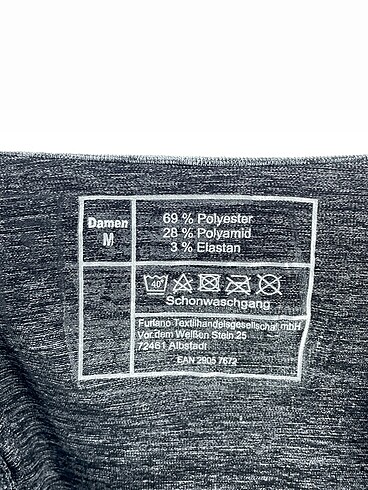 Damen
M
69 % Polyester
28 % Polyamid
3 % Elastan
40°
Schonwaschgang
Furlano Textilhandelsgesellschaf.mbH
Vor dem Weißen Stein 25
72461 Albstadt
EAN 2905 7672